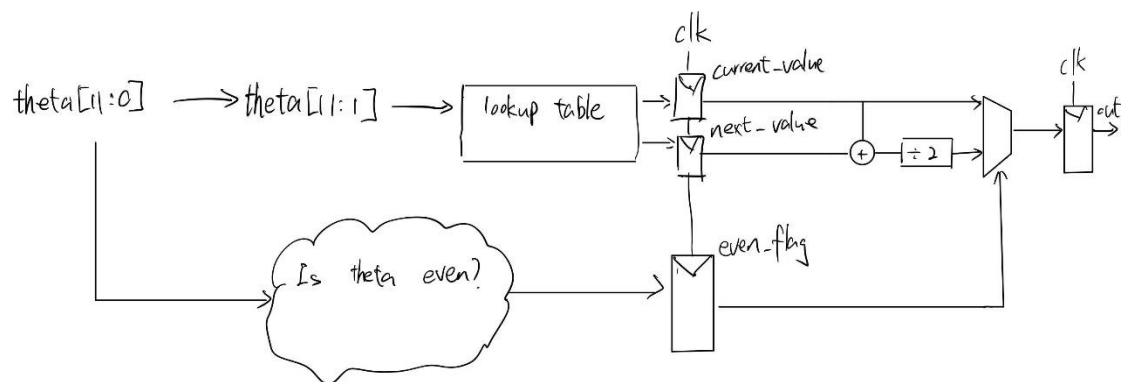 clk
current_value
clk
theta[11:0]
theta[11:1]
lookup table
next_value
out
+
÷ 2
even_flag
Is theta even?